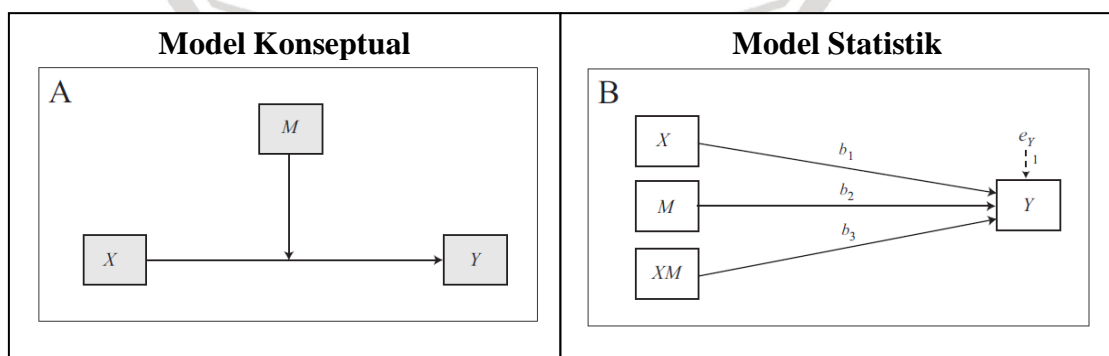 Model Konseptual
A
M
X
Y
Model Statistik
B
X
M
XM
b1
b2
b3
eY
1
Y